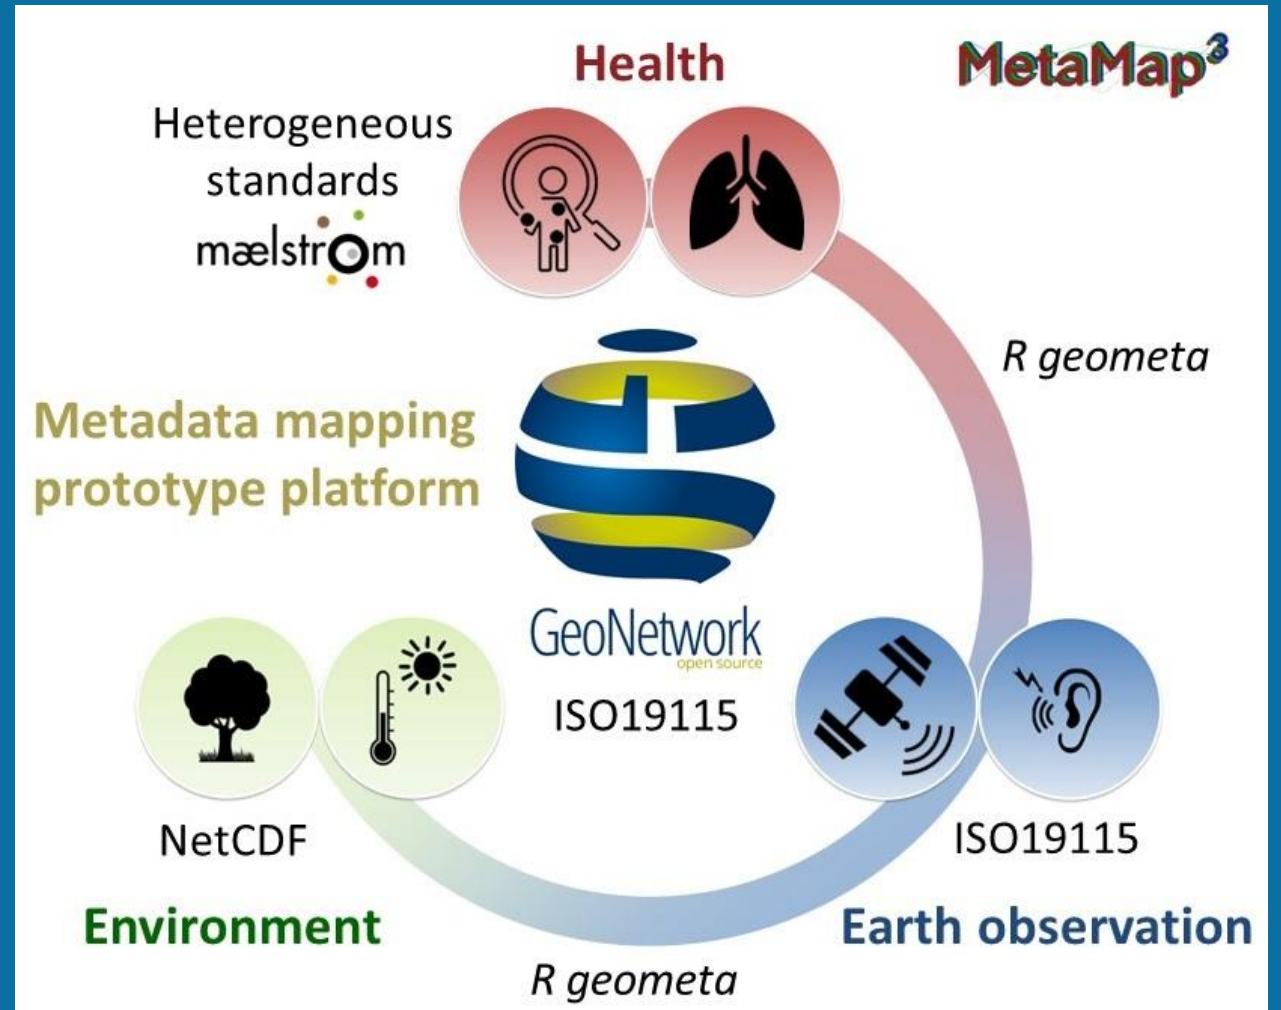 Health
MetaMap³
Heterogeneous
standards
mælstrom
R geometa
Metadata mapping
prototype platform
GeoNetwork
open source
ISO19115
NetCDF
ISO19115
Environment
Earth observation
R geometa